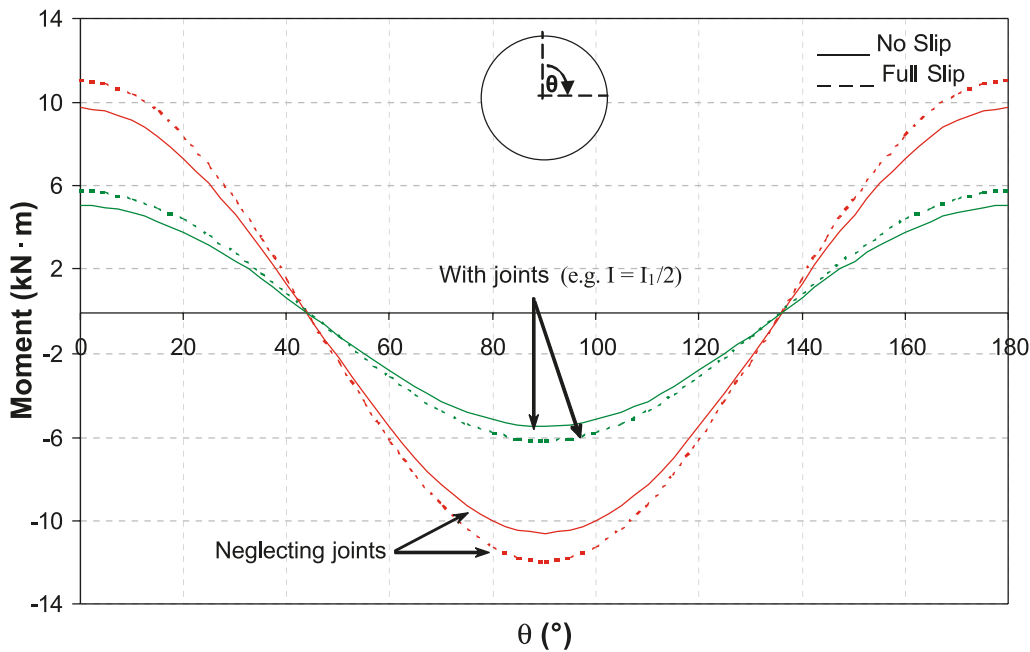 14
10
6
2
-2
-6
-10
-14
Moment (kN · m)
0
20
40
60
80
100
120
140
160
180
θ (°)
θ
No Slip
Full Slip
With joints (e.g. I = I₁/2)
Neglecting joints